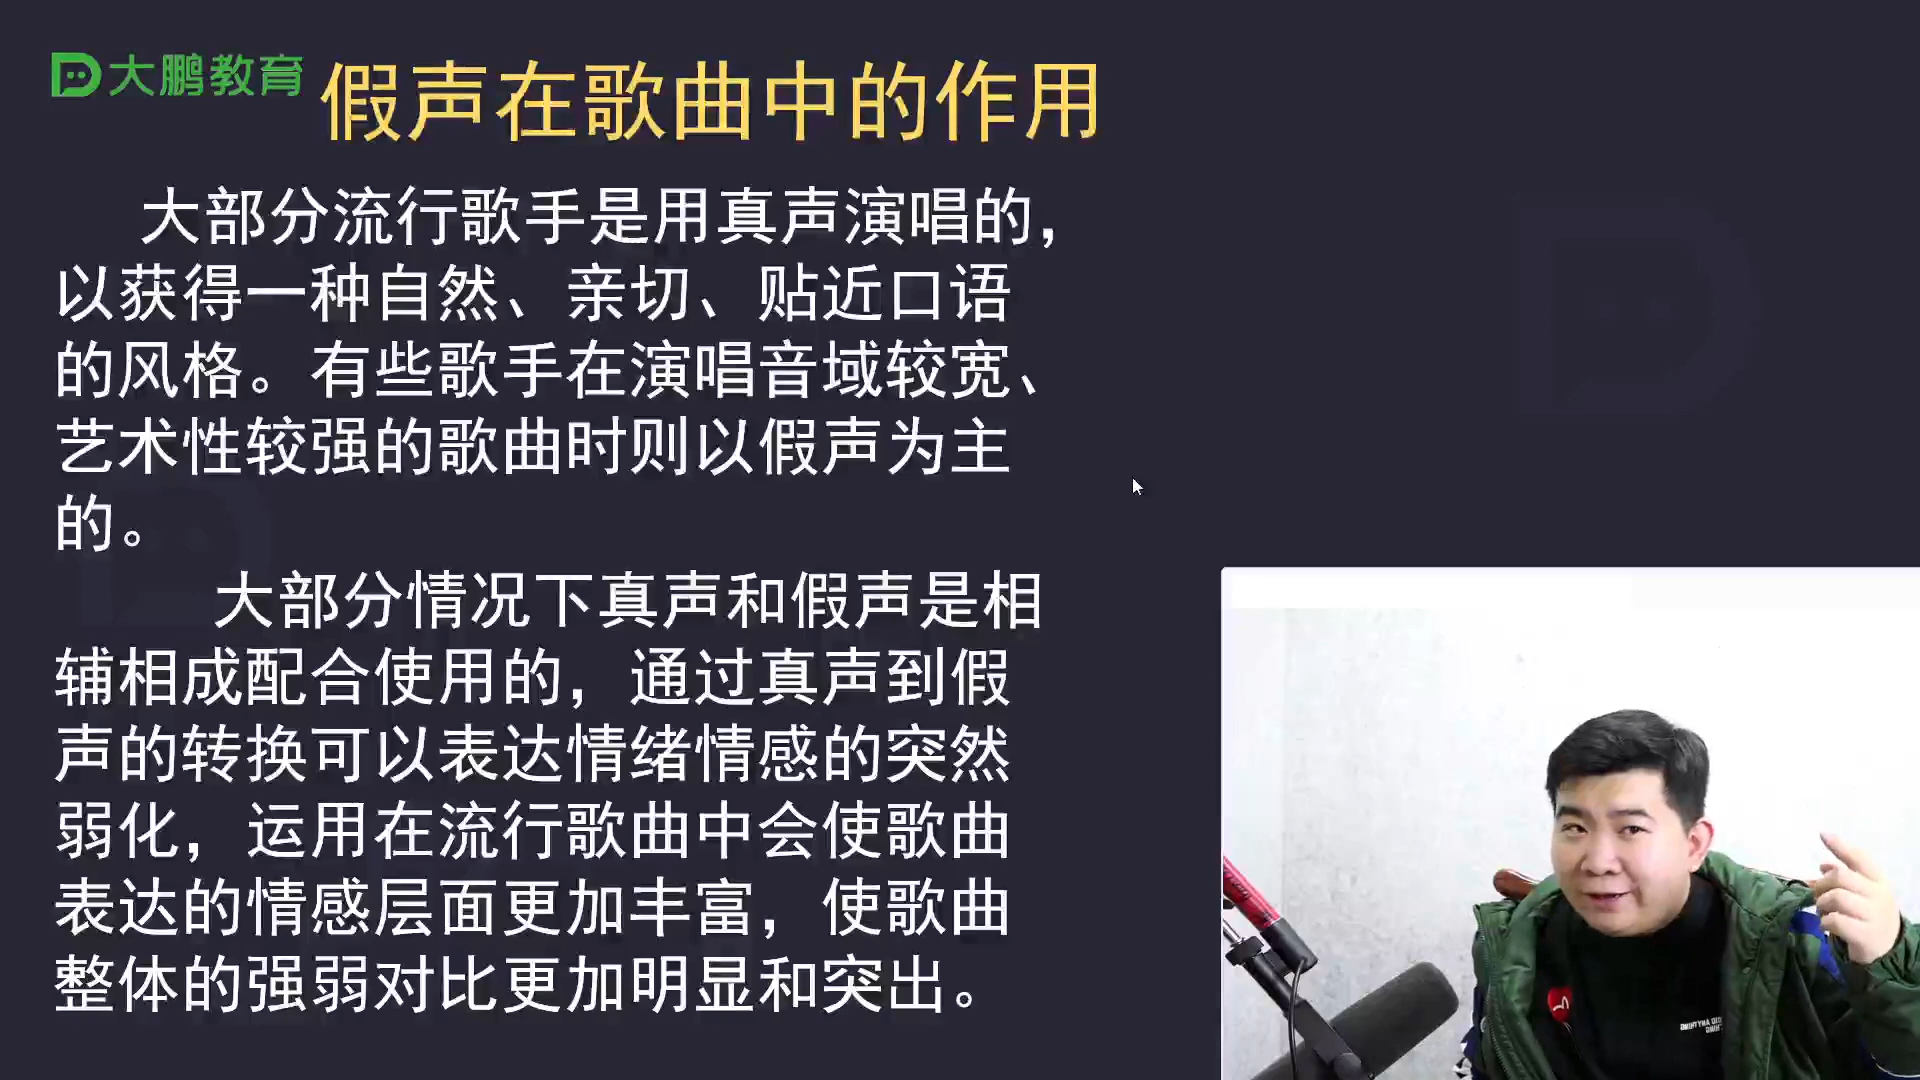 大鹏教育
假声在歌曲中的作用
大部分流行歌手是用真声演唱的，
以获得一种自然、亲切、贴近口语
的风格。有些歌手在演唱音域较宽、
艺术性较强的歌曲时则以假声为主
的。
大部分情况下真声和假声是相
辅相成配合使用的，通过真声到假
声的转换可以表达情绪情感的突然
弱化，运用在流行歌曲中会使歌曲
表达的情感层面更加丰富，使歌曲
整体的强弱对比更加明显和突出。